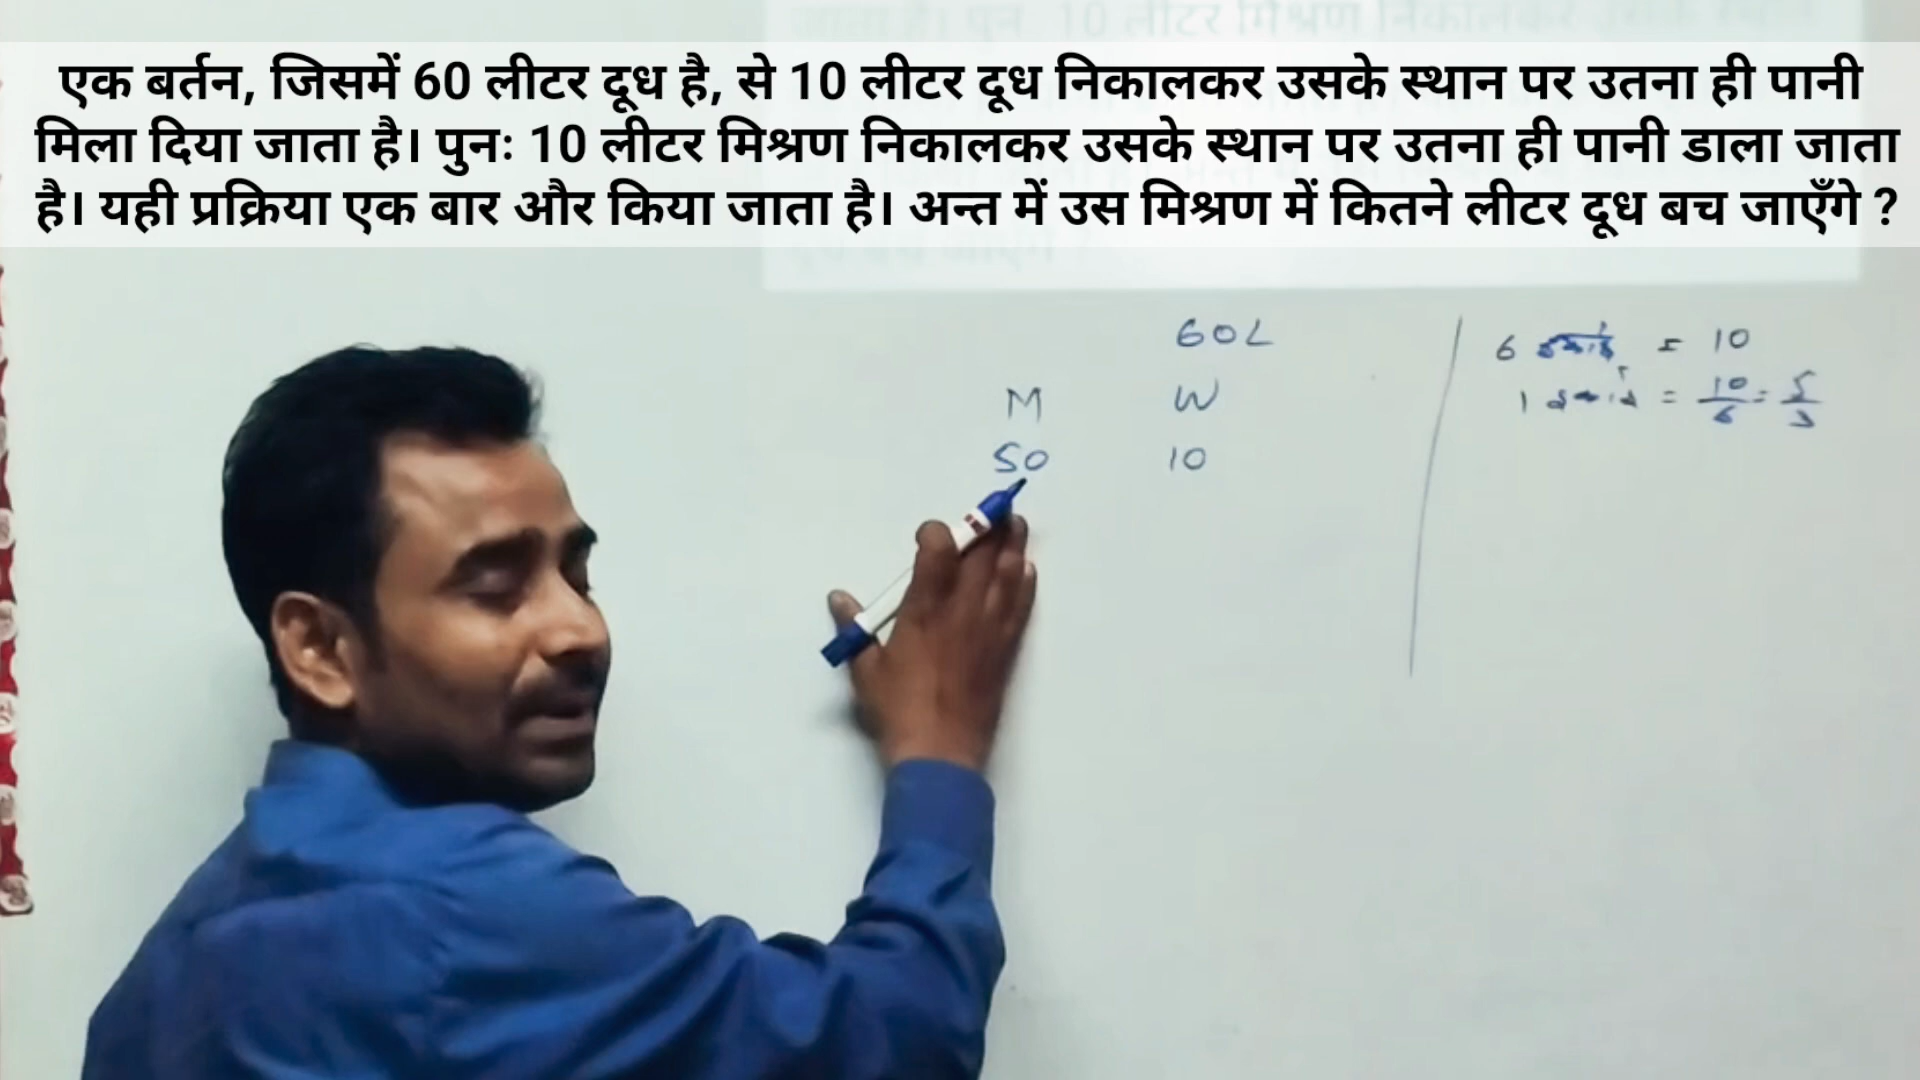 एक बर्तन, जिसमें 60 लीटर दूध है, से 10 लीटर दूध निकालकर उसके स्थान पर उतना ही पानी
मिला दिया जाता है। पुनः 10 लीटर मिश्रण निकालकर उसके स्थान पर उतना ही पानी डाला जाता
है। यही प्रक्रिया एक बार और किया जाता है। अन्त में उस मिश्रण में कितने लीटर दूध बच जाएँगे ?
60L
M W
50 10
6 = 10
1 = 10/6 = 5/3